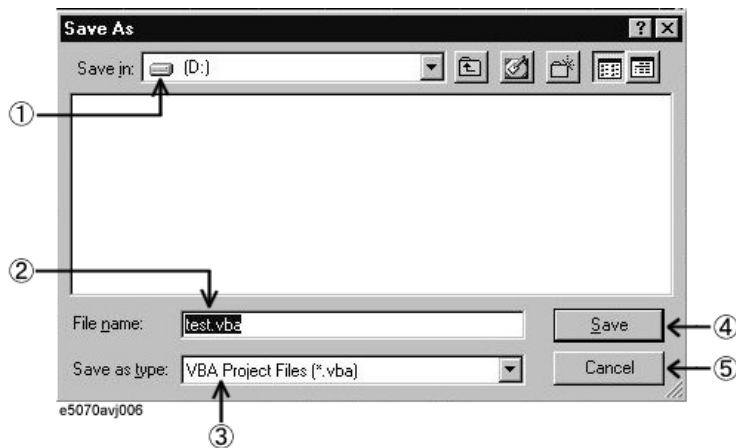 Save As
Save in: (D:)
①
②
File name: test.vba Save ④
Save as type: VBA Project Files (*.vba) Cancel ⑤
e5070avj006
③